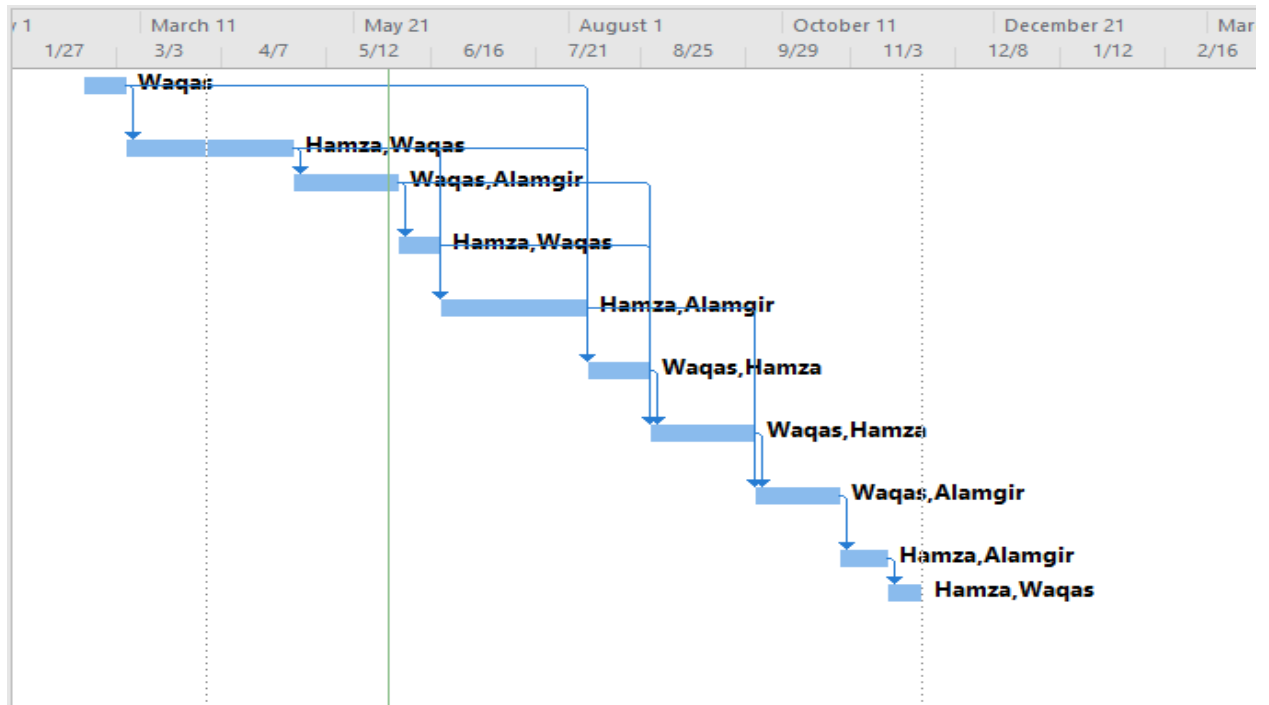 1 March 11 May 21 August 1 October 11 December 21 Mar
1/27 3/3 4/7 5/12 6/16 7/21 8/25 9/29 11/3 12/8 1/12 2/16
Waqas
Hamza,Waqas
Waqas,Alamgir
Hamza,Waqas
Hamza,Alamgir
Waqas,Hamza
Waqas,Hamza
Waqas,Alamgir
Hamza,Alamgir
Hamza,Waqas